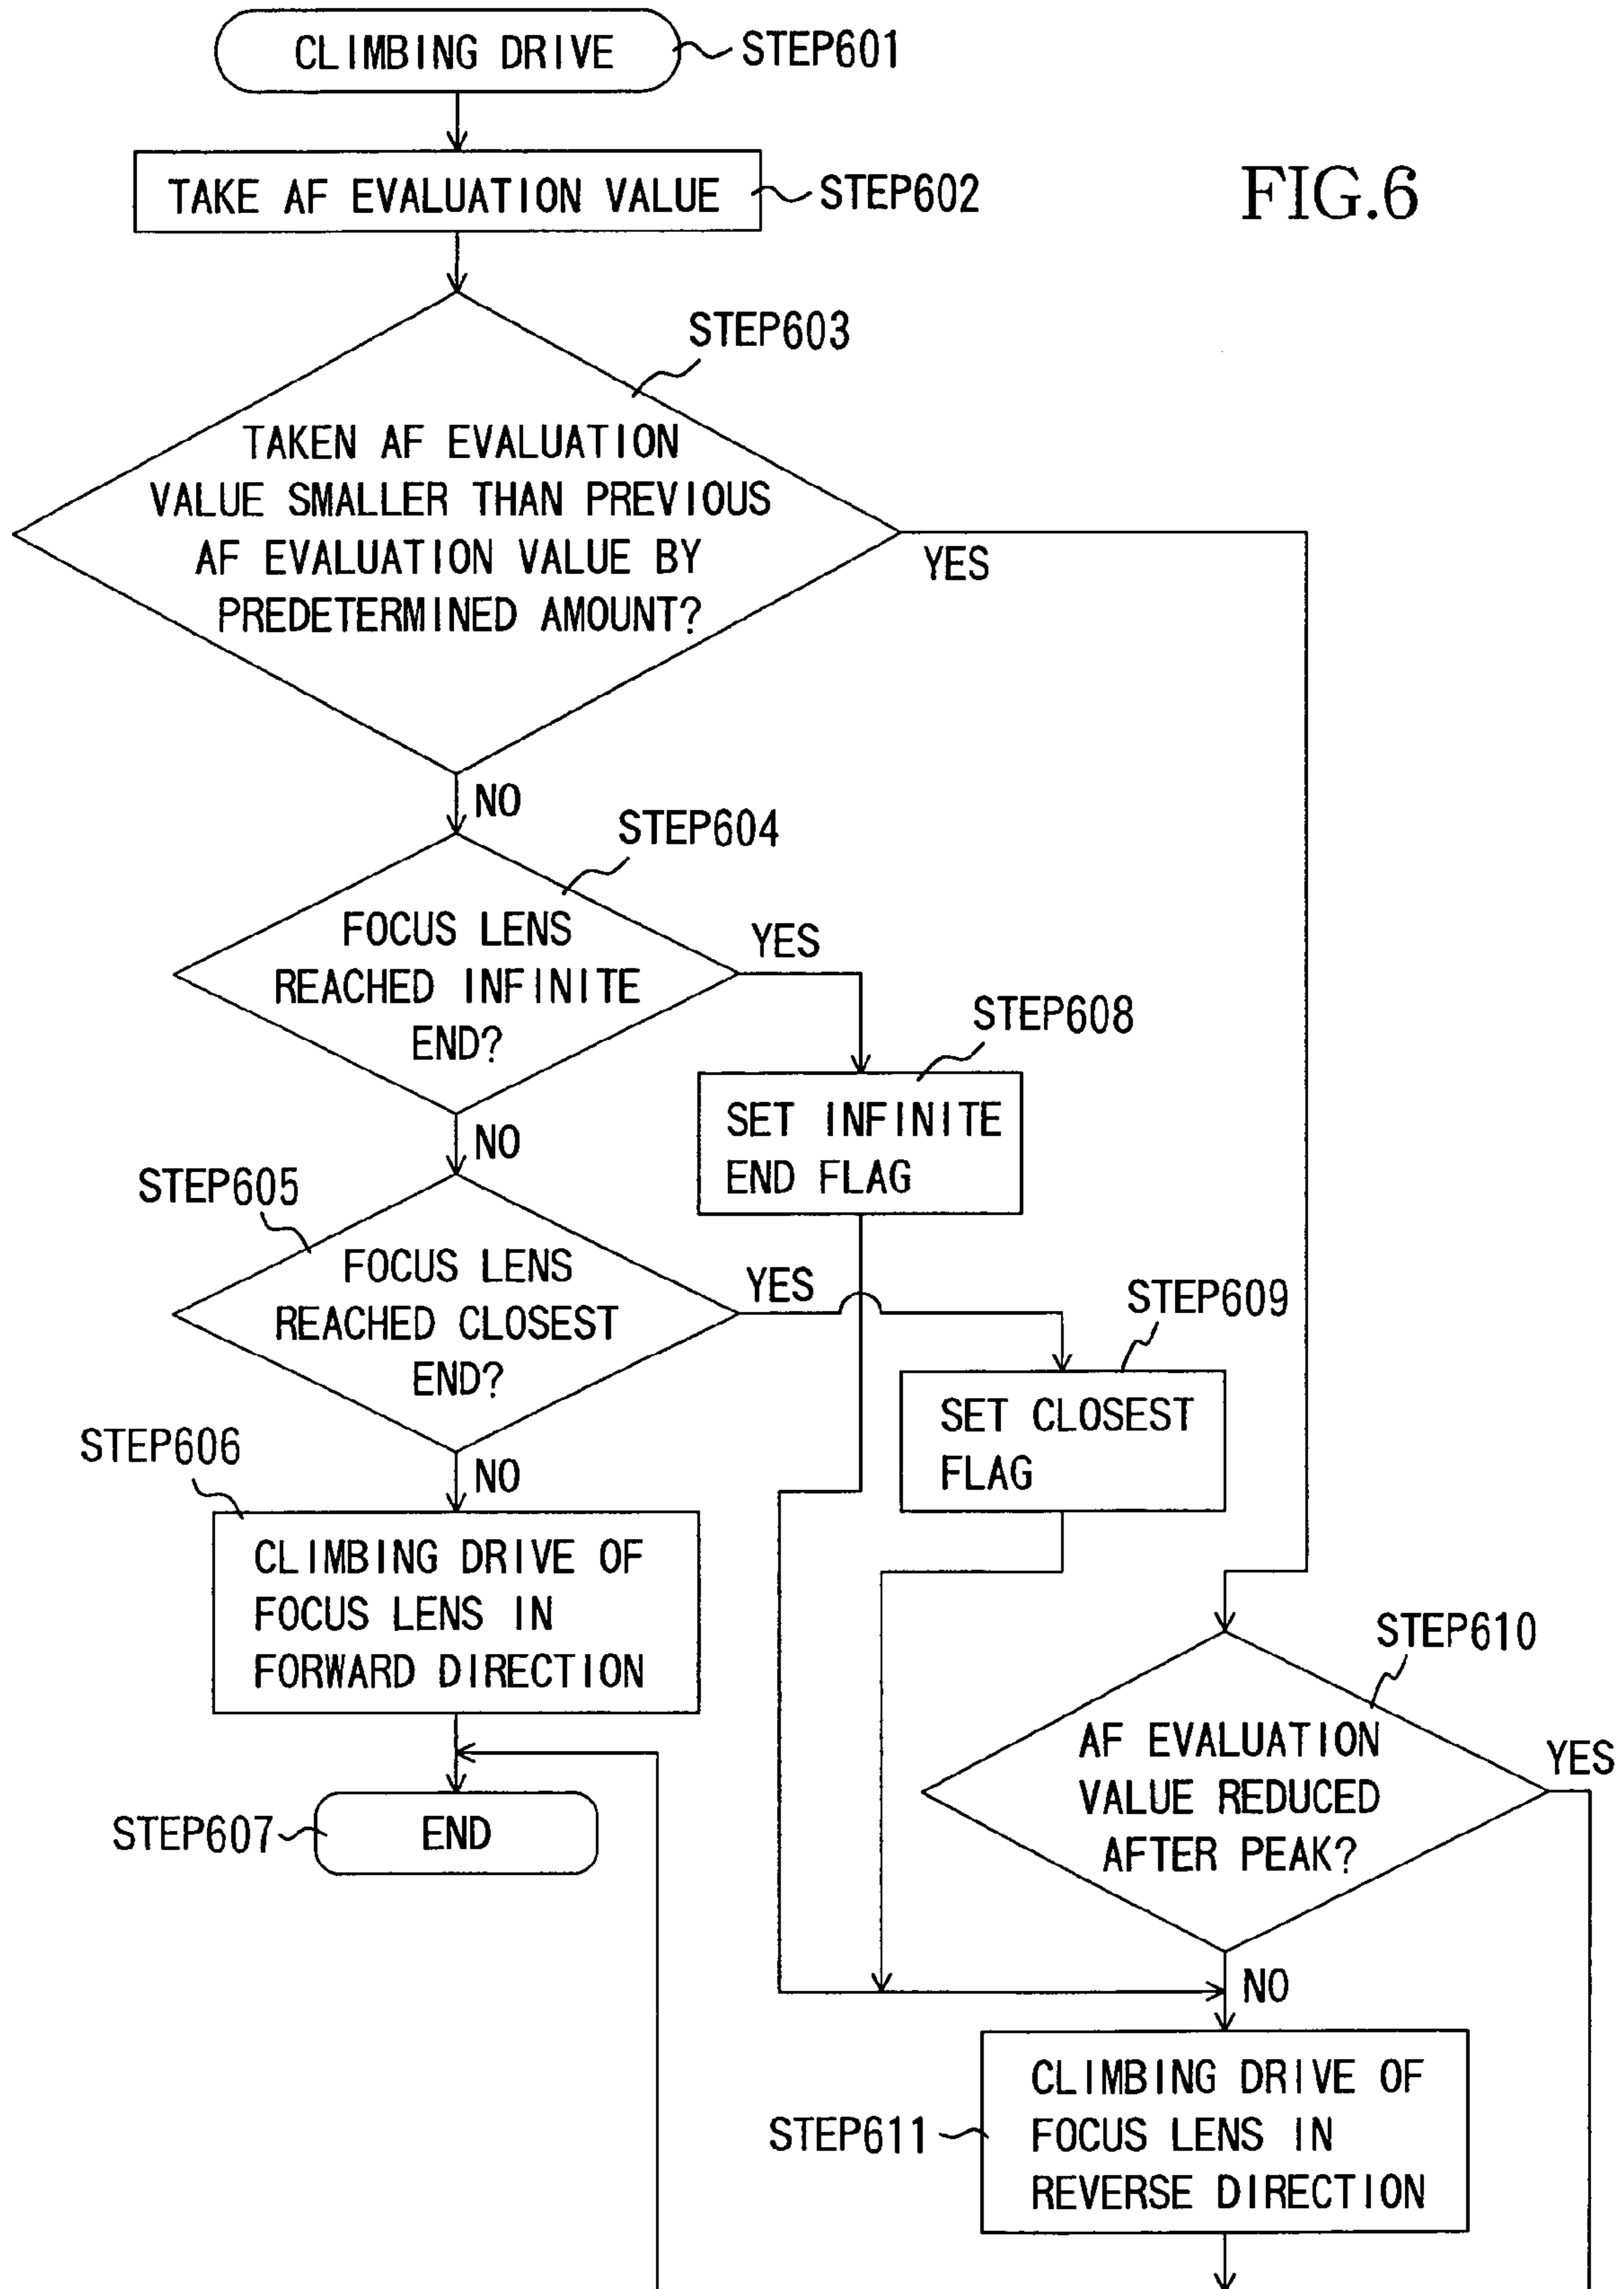 CLIMBING DRIVE
STEP601
TAKE AF EVALUATION VALUE
STEP602
FIG.6
STEP603
TAKEN AF EVALUATION
VALUE SMALLER THAN PREVIOUS
AF EVALUATION VALUE BY
PREDETERMINED AMOUNT?
YES
NO
STEP604
FOCUS LENS
REACHED INFINITE
END?
YES
STEP608
SET INFINITE
END FLAG
NO
STEP605
FOCUS LENS
REACHED CLOSEST
END?
YES
STEP609
SET CLOSEST
FLAG
NO
STEP606
CLIMBING DRIVE OF
FOCUS LENS IN
FORWARD DIRECTION
STEP607
END
STEP610
AF EVALUATION
VALUE REDUCED
AFTER PEAK?
YES
NO
STEP611
CLIMBING DRIVE OF
FOCUS LENS IN
REVERSE DIRECTION